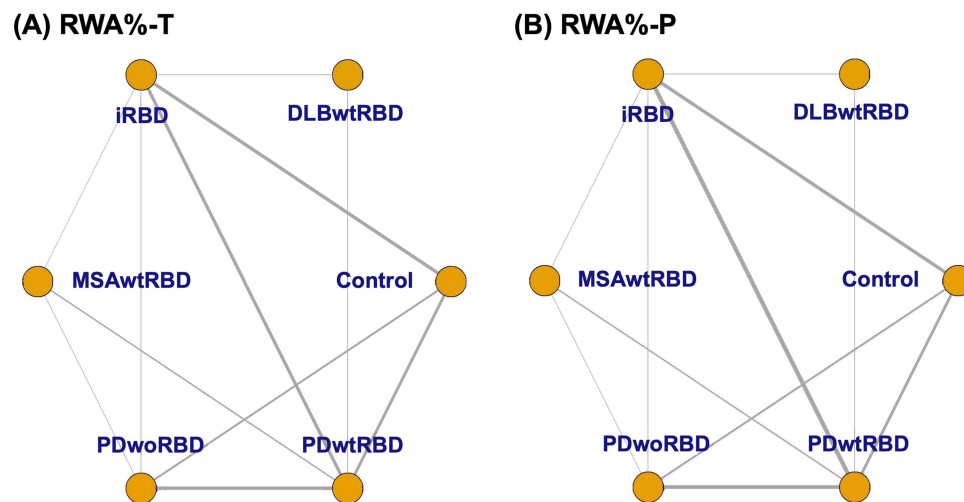 (A) RWA%-T
(B) RWA%-P
iRBD
DLBwtRBD
MSAwtRBD
Control
PDwoRBD
PDwtRBD
iRBD
DLBwtRBD
MSAwtRBD
Control
PDwoRBD
PDwtRBD